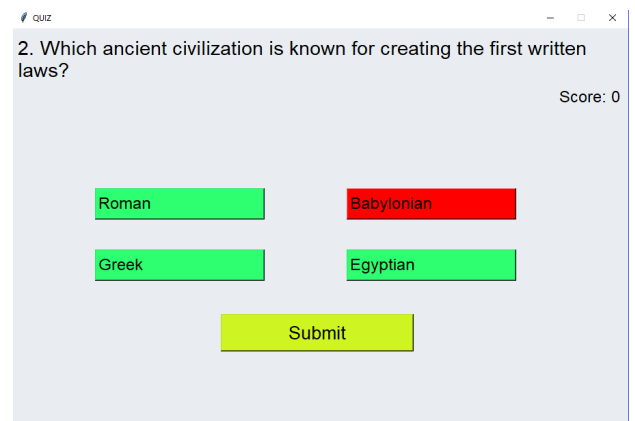 QUIZ
2. Which ancient civilization is known for creating the first written
laws?
Score: 0
Roman
Babylonian
Greek
Egyptian
Submit